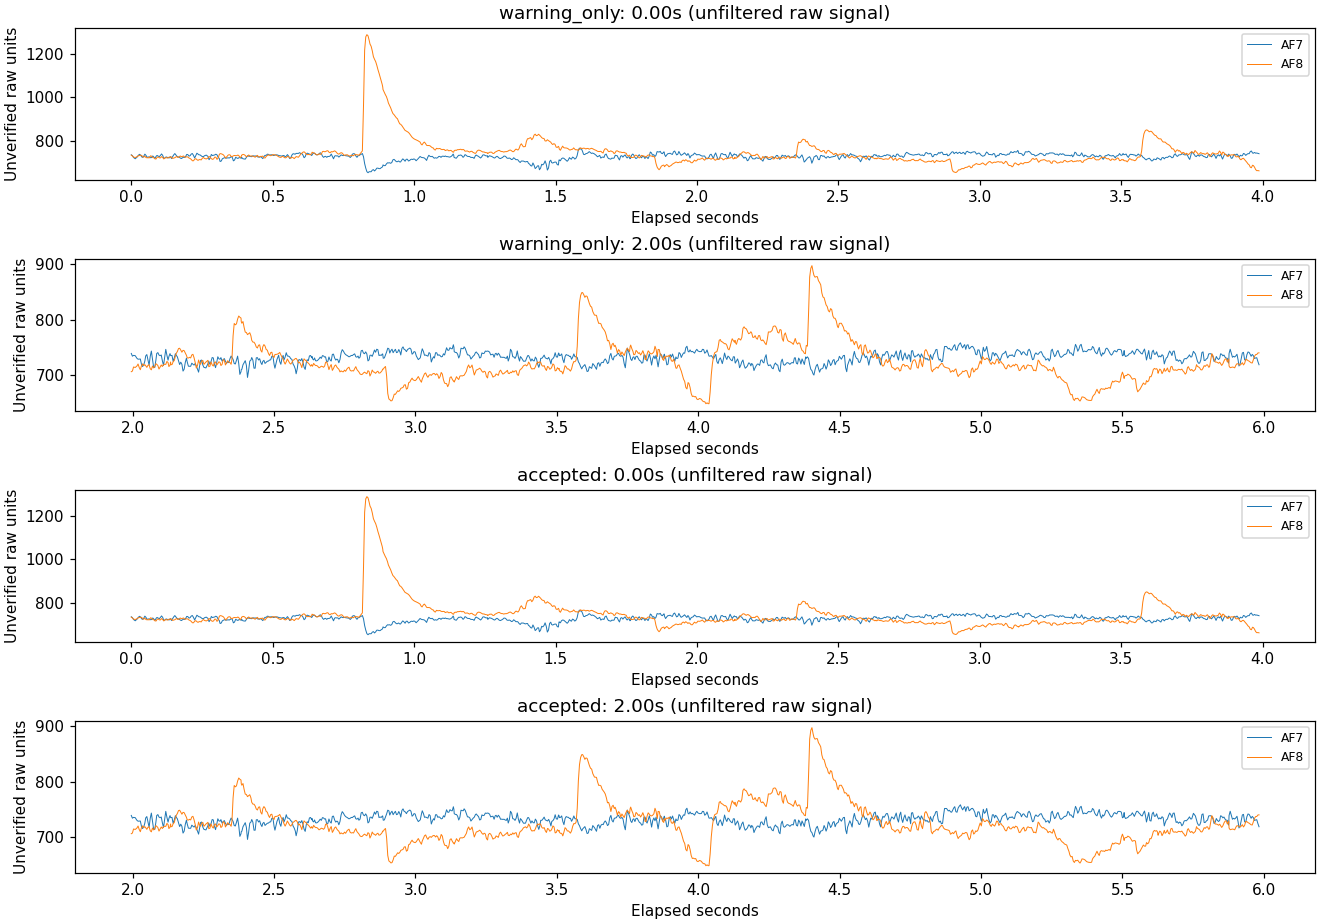 warning_only: 0.00s (unfiltered raw signal)
Unverified raw units
1200
1000
800
AF7
AF8
0.0 0.5 1.0 1.5 2.0 2.5 3.0 3.5 4.0
Elapsed seconds
warning_only: 2.00s (unfiltered raw signal)
Unverified raw units
900
800
700
AF7
AF8
2.0 2.5 3.0 3.5 4.0 4.5 5.0 5.5 6.0
Elapsed seconds
accepted: 0.00s (unfiltered raw signal)
Unverified raw units
1200
1000
800
AF7
AF8
0.0 0.5 1.0 1.5 2.0 2.5 3.0 3.5 4.0
Elapsed seconds
accepted: 2.00s (unfiltered raw signal)
Unverified raw units
900
800
700
AF7
AF8
2.0 2.5 3.0 3.5 4.0 4.5 5.0 5.5 6.0
Elapsed seconds